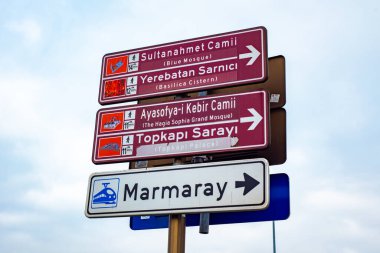 Sultanahmet Camii
(Blue Mosque)
Yerebatan Sarnıcı
(Basilica Cistern)
Ayasofya-i Kebir Camii
(The Hagia Sophia Grand Mosque)
Topkapı Sarayı
(Topkapı Palace)
Marmaray